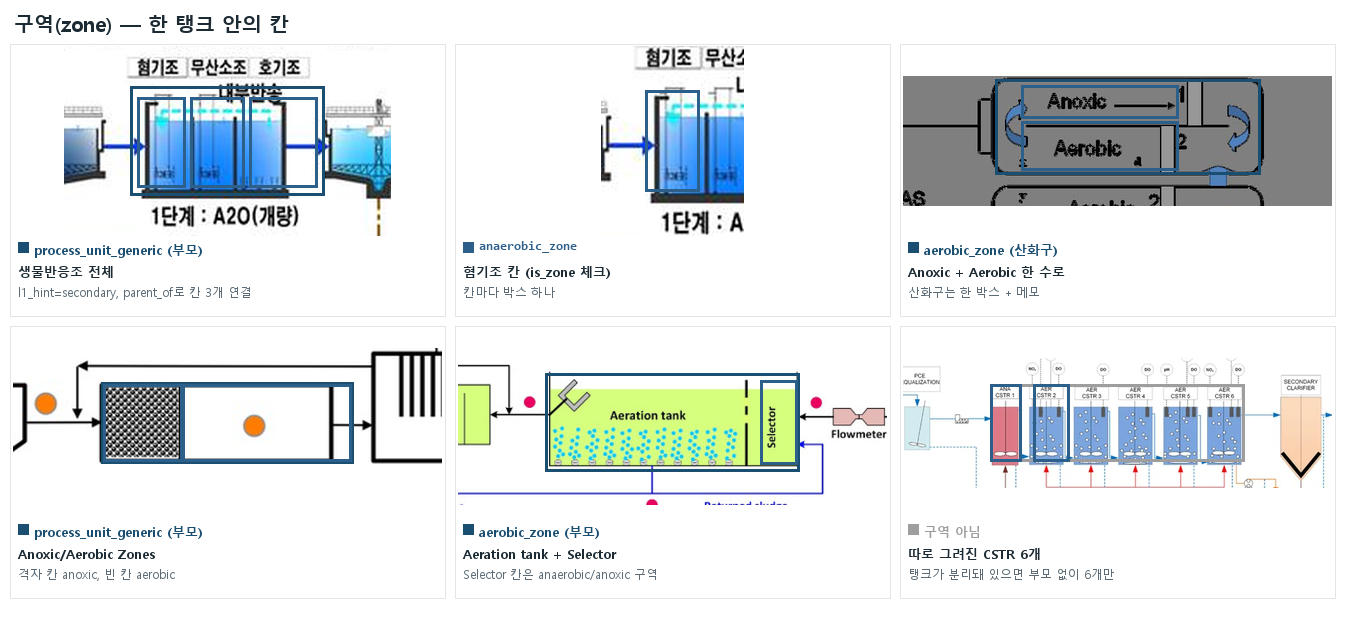 구역(zone) — 한 탱크 안의 칸
혐기조 무산소조 호기조
내부반송
1단계 : A2O(개량)
process_unit_generic (부모)
생물반응조 전체
l1_hint=secondary, parent_of로 칸 3개 연결
혐기조 무산소
1단계 : A
anaerobic_zone
혐기조 칸 (is_zone 체크)
칸마다 박스 하나
Anoxic
1
Aerobic
2
AS
2
aerobic_zone (산화구)
Anoxic + Aerobic 한 수로
산화구는 한 박스 + 메모
process_unit_generic (부모)
Anoxic/Aerobic Zones
격자 칸 anoxic, 빈 칸 aerobic
Aeration tank
Selector
Flowmeter
Returned sludge
aerobic_zone (부모)
Aeration tank + Selector
Selector 칸은 anaerobic/anoxic 구역
PCE
QUALIZATION
ANA
CSTR 1
AER
CSTR 2
AER
CSTR 3
AER
CSTR 4
AER
CSTR 5
AER
CSTR 6
SECONDARY
CLARIFIER
구역 아님
따로 그려진 CSTR 6개
탱크가 분리돼 있으면 부모 없이 6개만